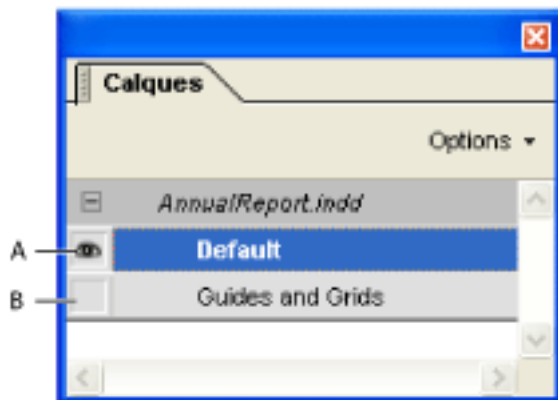 Calques
Options
AnnualReport.indd
A
Default
B
Guides and Grids